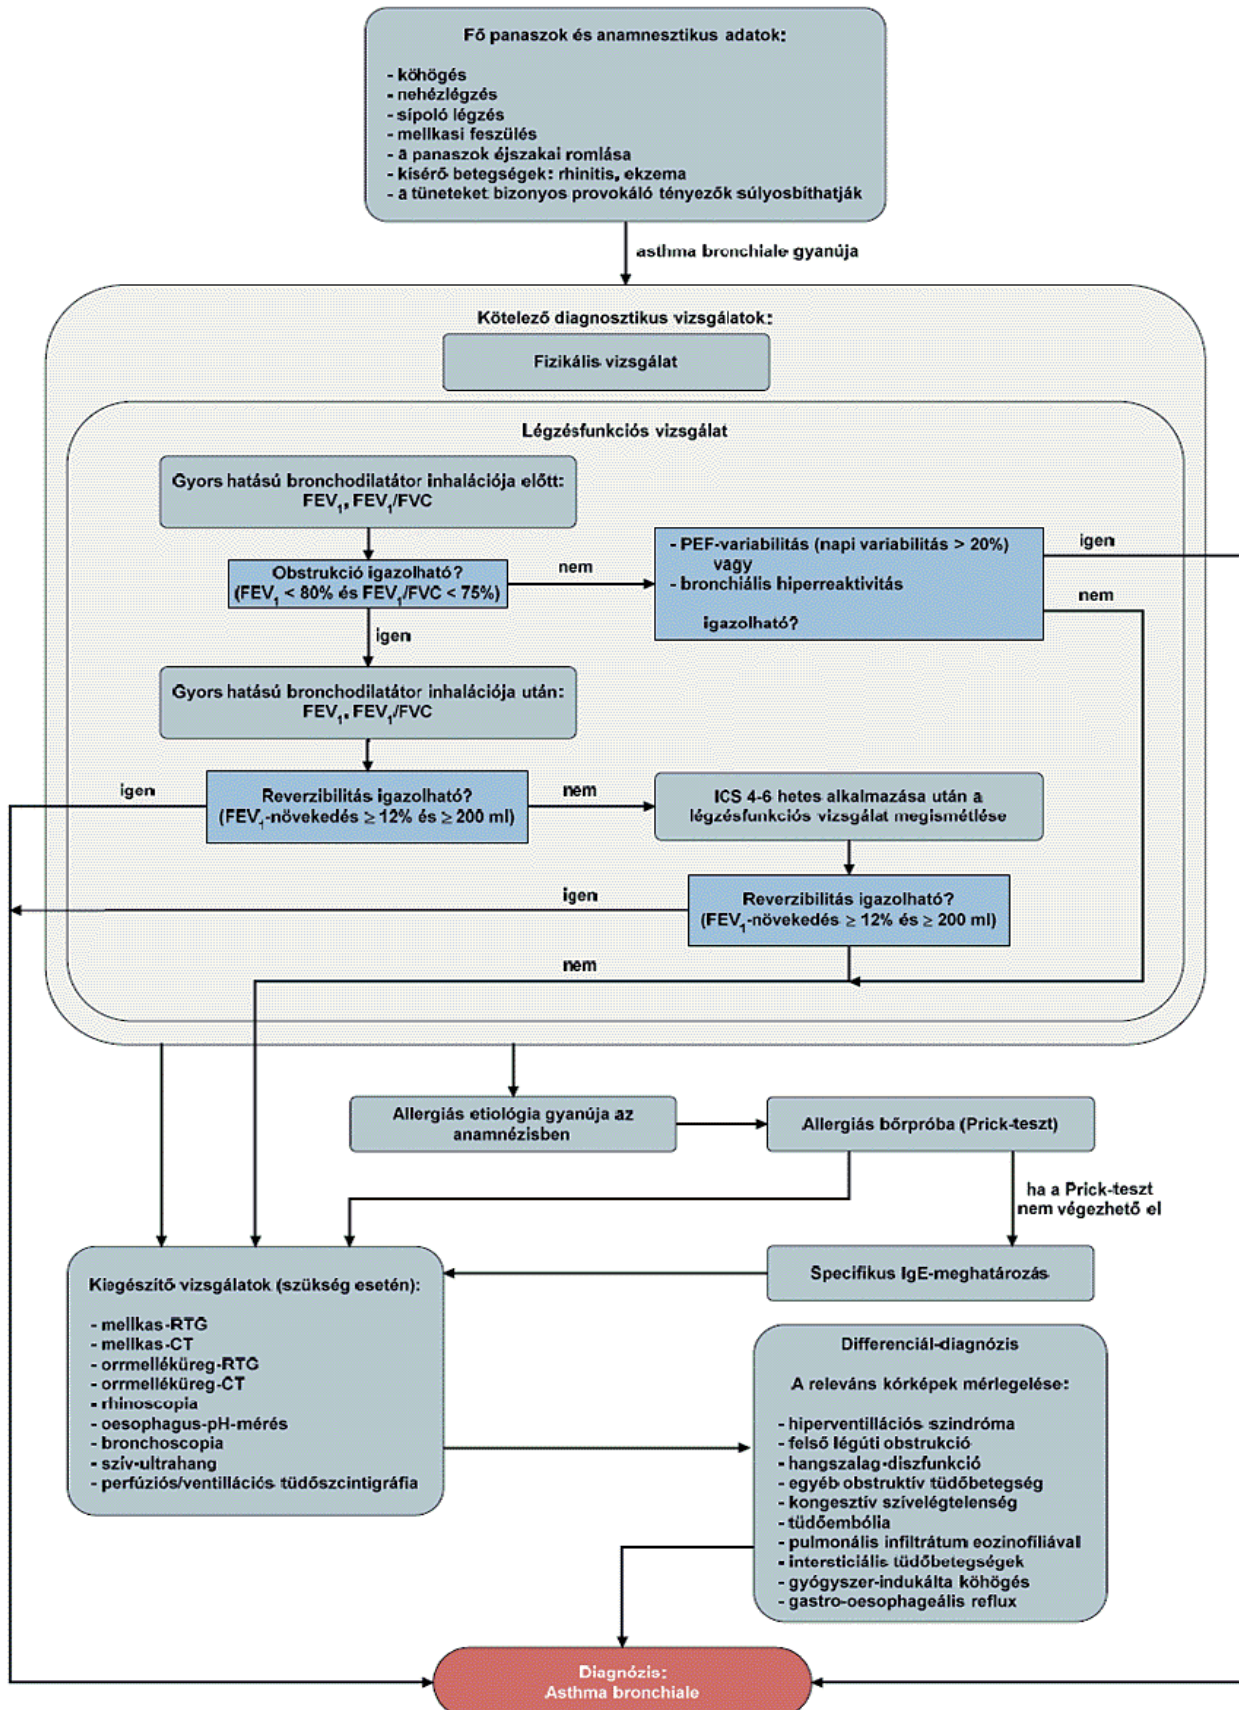 Fő panaszok és anamnesztikus adatok:
- köhögés
- nehézlégzés
- sípoló légzés
- mellkasi feszülés
- a panaszok éjszakai romlása
- kísérő betegségek: rhinitis, ekzema
- a tüneteket bizonyos provokáló tényezők súlyosbíthatják
asthma bronchiale gyanúja
Kötelező diagnosztikus vizsgálatok:
Fizikális vizsgálat
Légzésfunkciós vizsgálat
Gyors hatású bronchodilatátor inhalációja előtt:
FEV₁, FEV₁/FVC
Obstrukció igazolható?
(FEV₁ < 80% és FEV₁/FVC < 75%)
nem
- PEF-variabilitás (napi variabilitás > 20%)
vagy
- bronchiális hiperreaktivitás
igazolható?
igen
nem
igen
Gyors hatású bronchodilatátor inhalációja után:
FEV₁, FEV₁/FVC
igen
Reverzibilitás igazolható?
(FEV₁-növekedés ≥ 12% és ≥ 200 ml)
nem
ICS 4-6 hetes alkalmazása után a
légzésfunkciós vizsgálat megismétlése
igen
Reverzibilitás igazolható?
(FEV₁-növekedés ≥ 12% és ≥ 200 ml)
nem
Allergiás etiológia gyanúja az
anamnézisben
Allergiás bőrpróba (Prick-teszt)
ha a Prick-teszt
nem végezhető el
Specifikus IgE-meghatározás
Kiegészítő vizsgálatok (szükség esetén):
- mellkas-RTG
- mellkas-CT
- orrmelléküreg-RTG
- orrmelléküreg-CT
- rhinoscopia
- oesophagus-pH-mérés
- bronchoscopia
- szív-ultrahang
- perfúziós/ventillációs tüdőszcintigráfia
Differenciál-diagnózis
A releváns kórképek mérlegelése:
- hiperventillációs szindróma
- felső légúti obstrukció
- hangszalag-diszfunkció
- egyéb obstruktív tüdőbetegség
- kongesztív szívelégtelenség
- tüdőembólia
- pulmonális infiltrátum eozinofíliával
- intersticiális tüdőbetegségek
- gyógyszer-indukálta köhögés
- gastro-oesophageális reflux
Diagnózis:
Asthma bronchiale